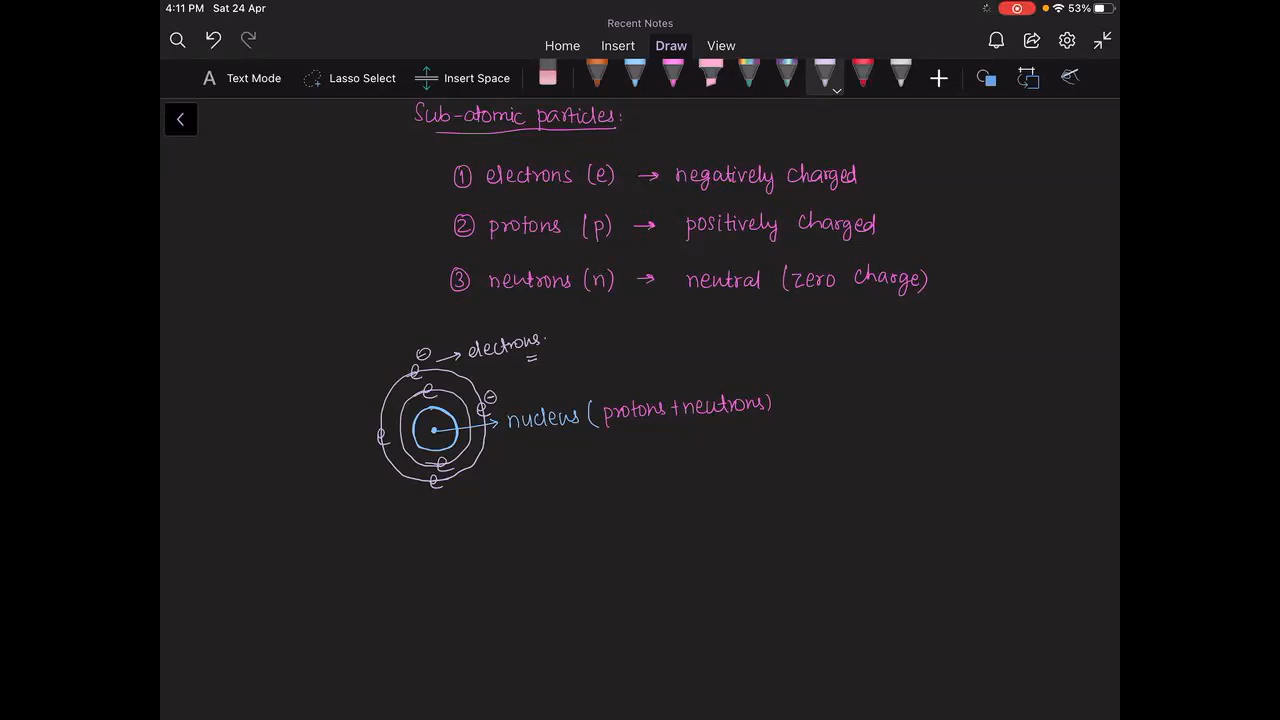 4:11 PM Sat 24 Apr 53%
Recent Notes
Home Insert Draw View
A Text Mode Lasso Select Insert Space
Sub-atomic particles:
① electrons (e) → negatively charged
② protons (p) → positively charged
③ neutrons (n) → neutral (zero charge)
⊖ → electrons.
e
e
e ⊖
nucleus (protons + neutrons)
e
e
e